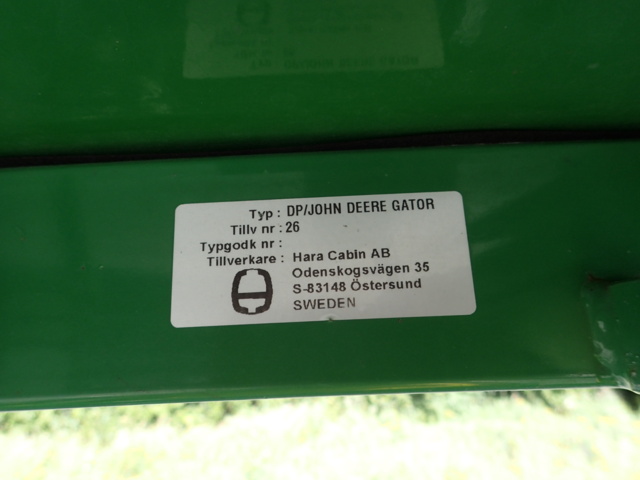 Typ : DP/JOHN DEERE GATOR
Tillv nr : 26
Typgodk nr :
Tillverkare : Hara Cabin AB
Odenskogsvägen 35
S-83148 Östersund
SWEDEN